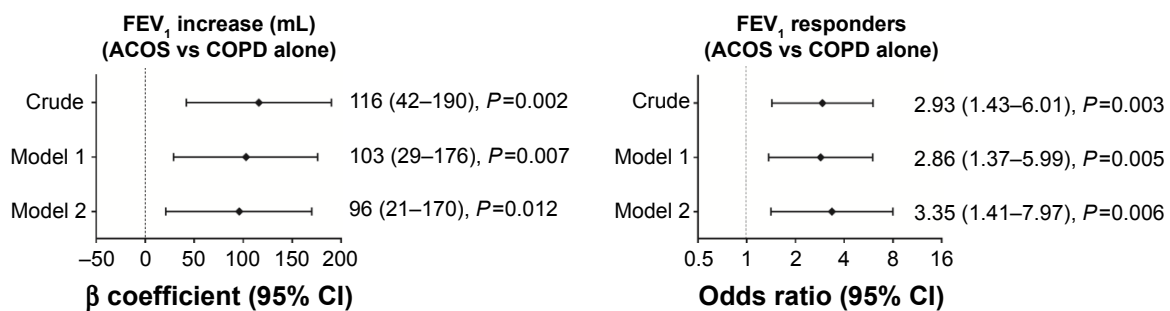 FEV₁ increase (mL)
(ACOS vs COPD alone)
Crude
116 (42–190), P=0.002
Model 1
103 (29–176), P=0.007
Model 2
96 (21–170), P=0.012
–50 0 50 100 150 200
β coefficient (95% CI)
FEV₁ responders
(ACOS vs COPD alone)
Crude
2.93 (1.43–6.01), P=0.003
Model 1
2.86 (1.37–5.99), P=0.005
Model 2
3.35 (1.41–7.97), P=0.006
0.5 1 2 4 8 16
Odds ratio (95% CI)